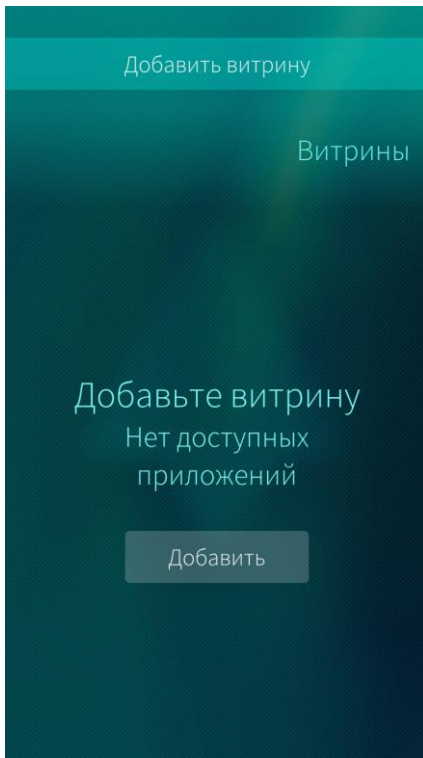 Добавить витрину
Витрины
Добавьте витрину
Нет доступных
приложений
Добавить